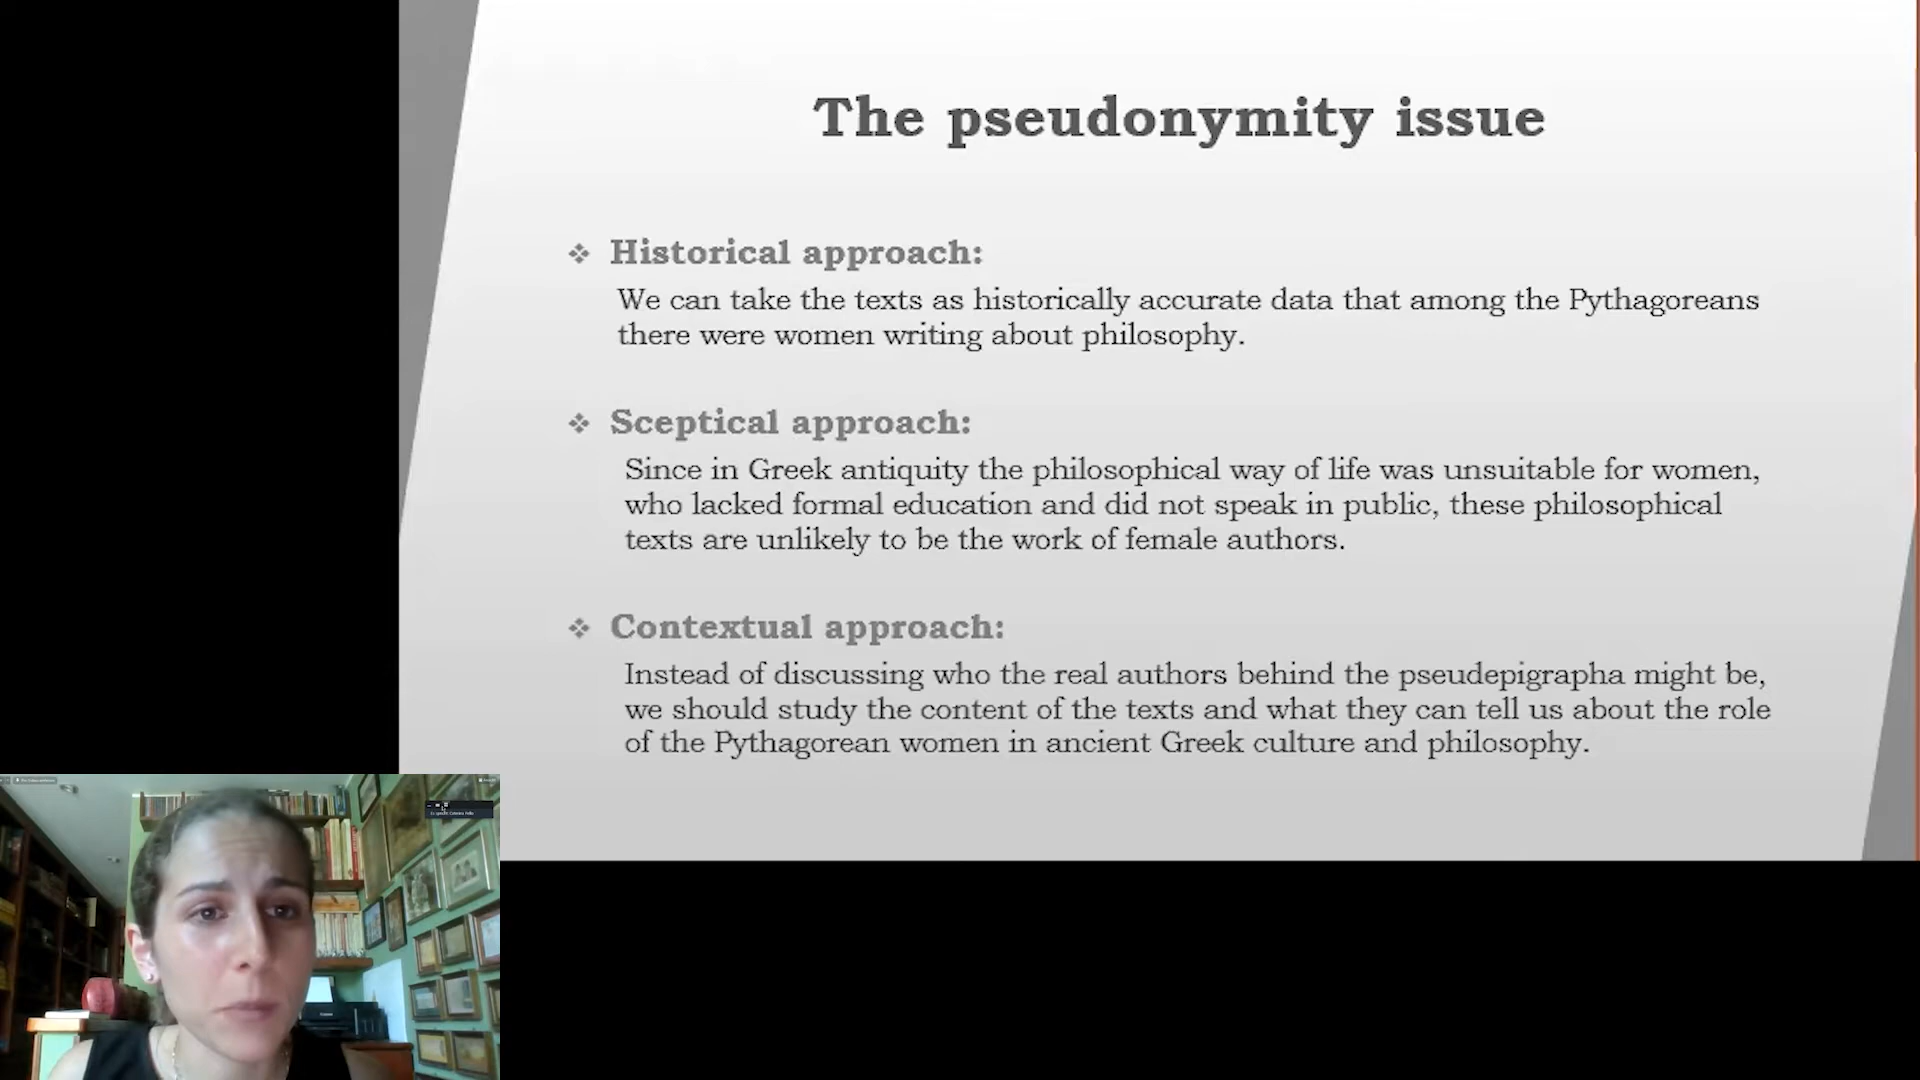 The pseudonymity issue
Historical approach:
We can take the texts as historically accurate data that among the Pythagoreans
there were women writing about philosophy.
Sceptical approach:
Since in Greek antiquity the philosophical way of life was unsuitable for women,
who lacked formal education and did not speak in public, these philosophical
texts are unlikely to be the work of female authors.
Contextual approach:
Instead of discussing who the real authors behind the pseudepigrapha might be,
we should study the content of the texts and what they can tell us about the role
of the Pythagorean women in ancient Greek culture and philosophy.